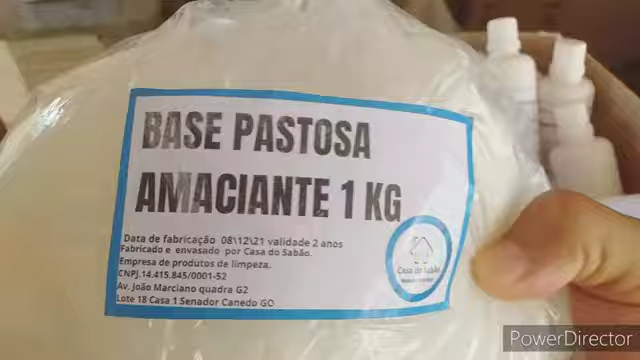 BASE PASTOSA
AMACIANTE 1 KG
Data de fabricação 08\12\21 validade 2 anos
Fabricado e envasado por Casa do Sabão.
Empresa de produtos de limpeza.
CNPJ.14.415.845/0001-52
Av. João Marciano quadra G2
Lote 18 Casa 1 Senador Canedo GO
Casa do Sabão
PowerDirector